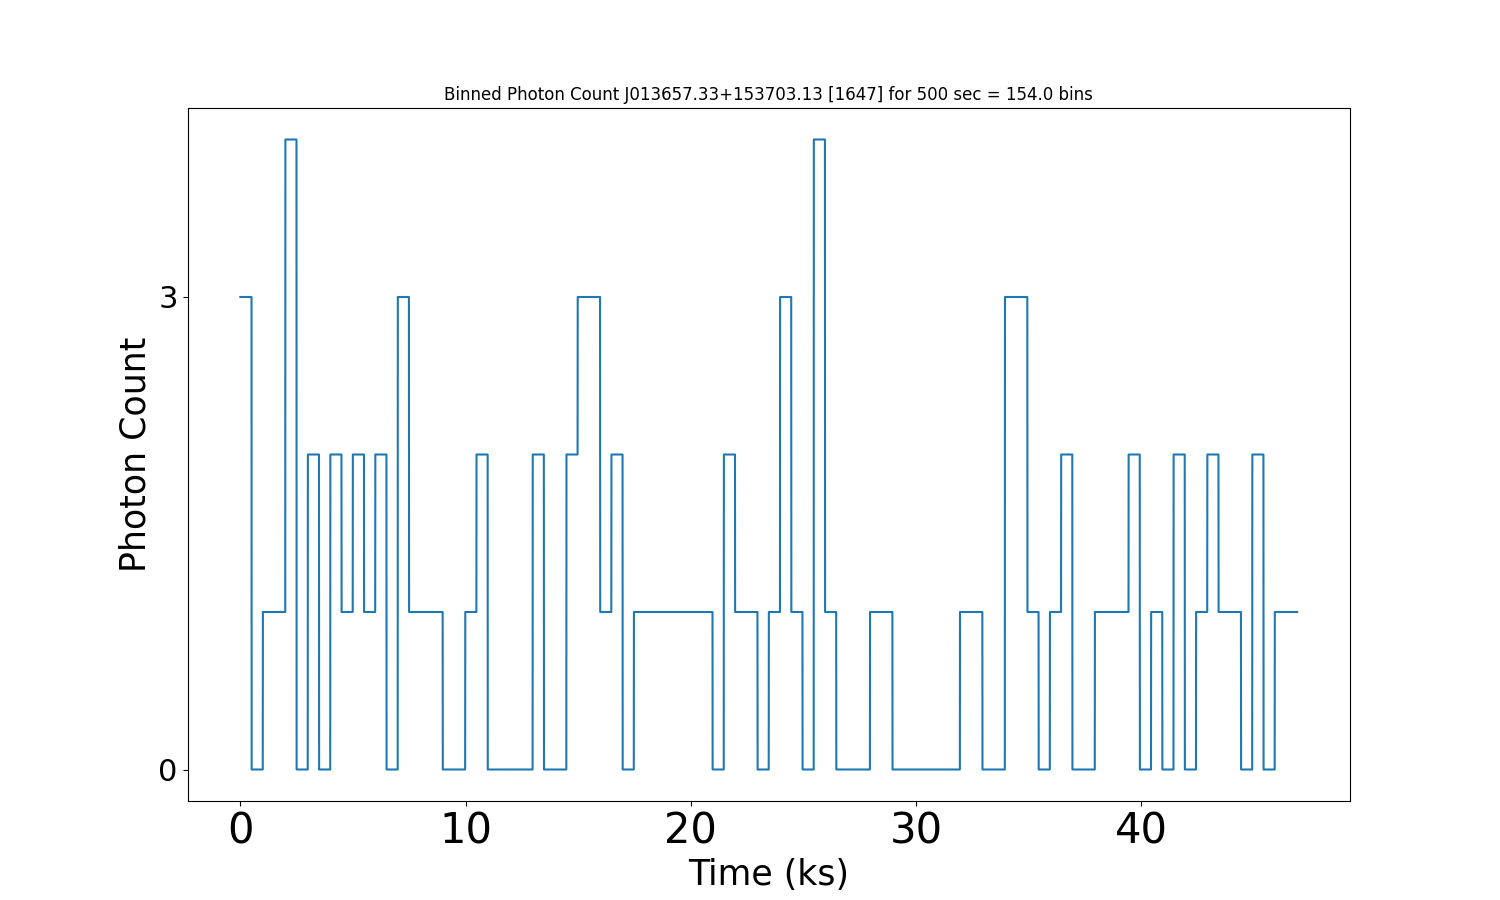 Binned Photon Count J013657.33+153703.13 [1647] for 500 sec = 154.0 bins
Photon Count
3
0
0 10 20 30 40
Time (ks)